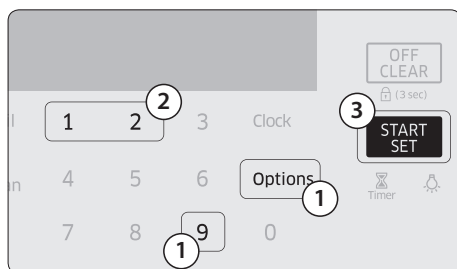 OFF
CLEAR
(3 sec)
2
3
l 1 2 3 Clock
START
SET
an 4 5 6 Options
1
Timer
7 8 9 0
1